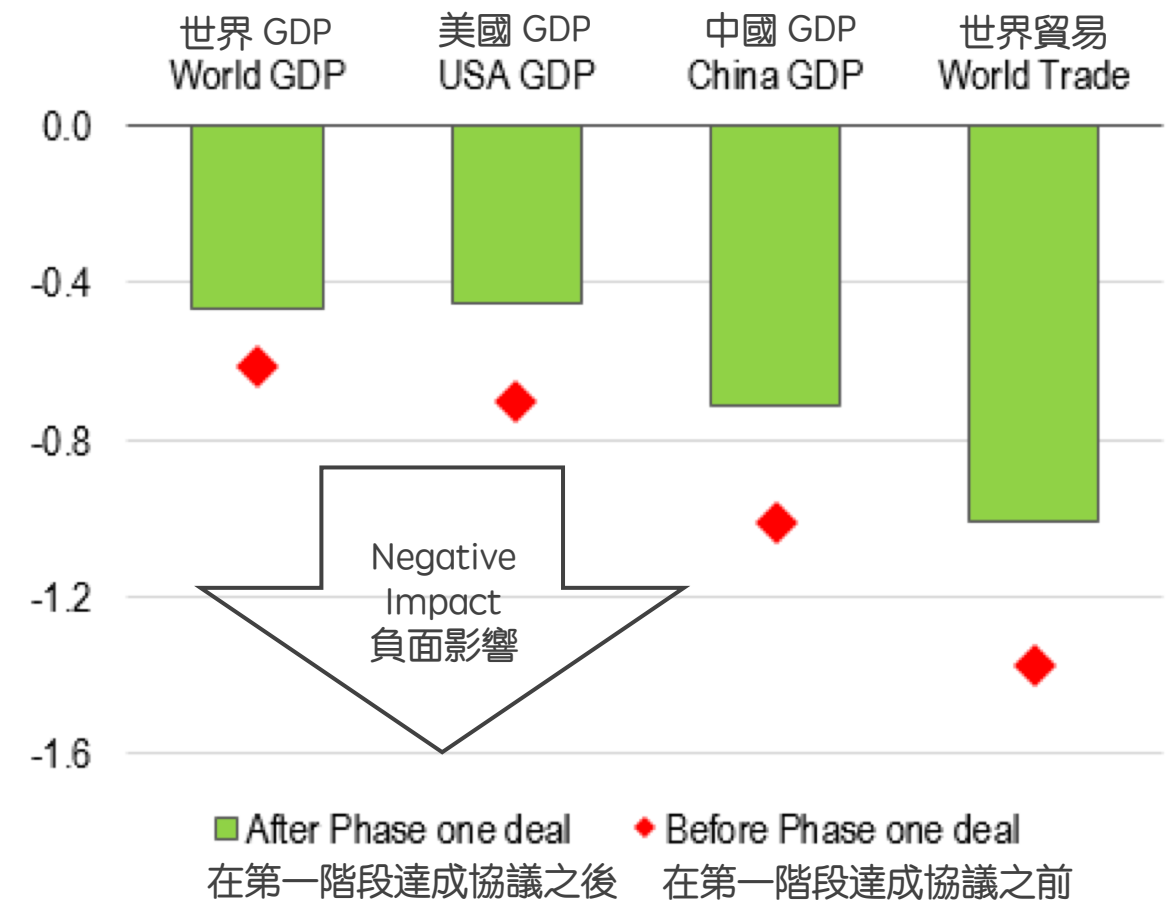 世界 GDP
World GDP
美國 GDP
USA GDP
中國 GDP
China GDP
世界貿易
World Trade
0.0
-0.4
-0.8
-1.2
-1.6
Negative
Impact
負面影響
After Phase one deal
在第一階段達成協議之後
Before Phase one deal
在第一階段達成協議之前